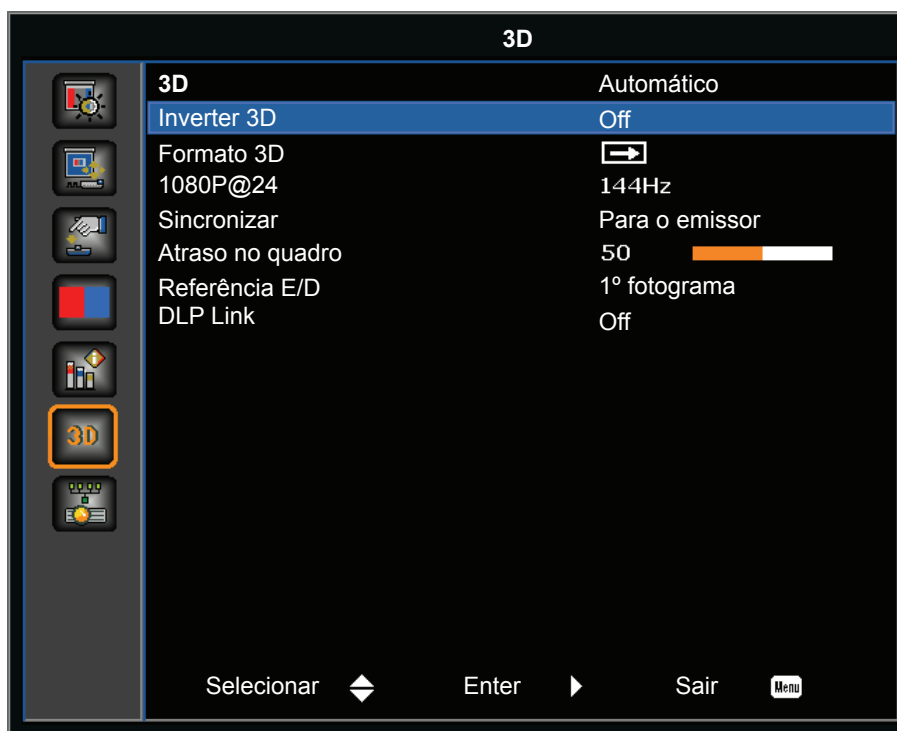 3D
3D Automático
Inverter 3D Off
Formato 3D
1080P@24 144Hz
Sincronizar Para o emissor
Atraso no quadro 50
Referência E/D 1º fotograma
DLP Link Off
3D
Selecionar Enter Sair Menu